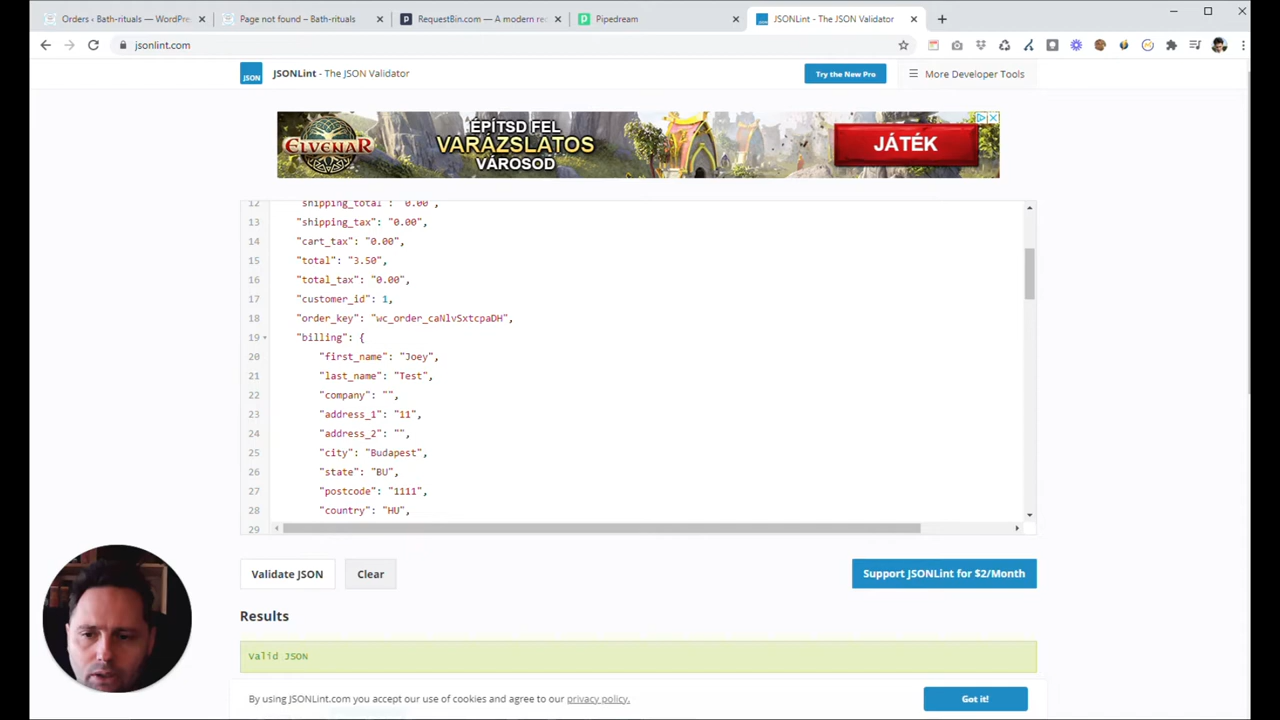 Orders ‹ Bath-rituals — WordPre
Page not found – Bath-rituals
RequestBin.com — A modern re
Pipedream
JSONLint - The JSON Validator
jsonlint.com
JSON
JSONLint - The JSON Validator
Try the New Pro
More Developer Tools
ELVENAR
ÉPÍTSD FEL
VARÁZSLATOS
VÁROSOD
JÁTÉK
12 "shipping_total": "0.00",
13 "shipping_tax": "0.00",
14 "cart_tax": "0.00",
15 "total": "3.50",
16 "total_tax": "0.00",
17 "customer_id": 1,
18 "order_key": "wc_order_caNlvSxtcpaDH",
19 "billing": {
20 "first_name": "Joey",
21 "last_name": "Test",
22 "company": "",
23 "address_1": "11",
24 "address_2": "",
25 "city": "Budapest",
26 "state": "BU",
27 "postcode": "1111",
28 "country": "HU",
29
Validate JSON
Clear
Support JSONLint for $2/Month
Results
Valid JSON
By using JSONLint.com you accept our use of cookies and agree to our privacy policy.
Got it!